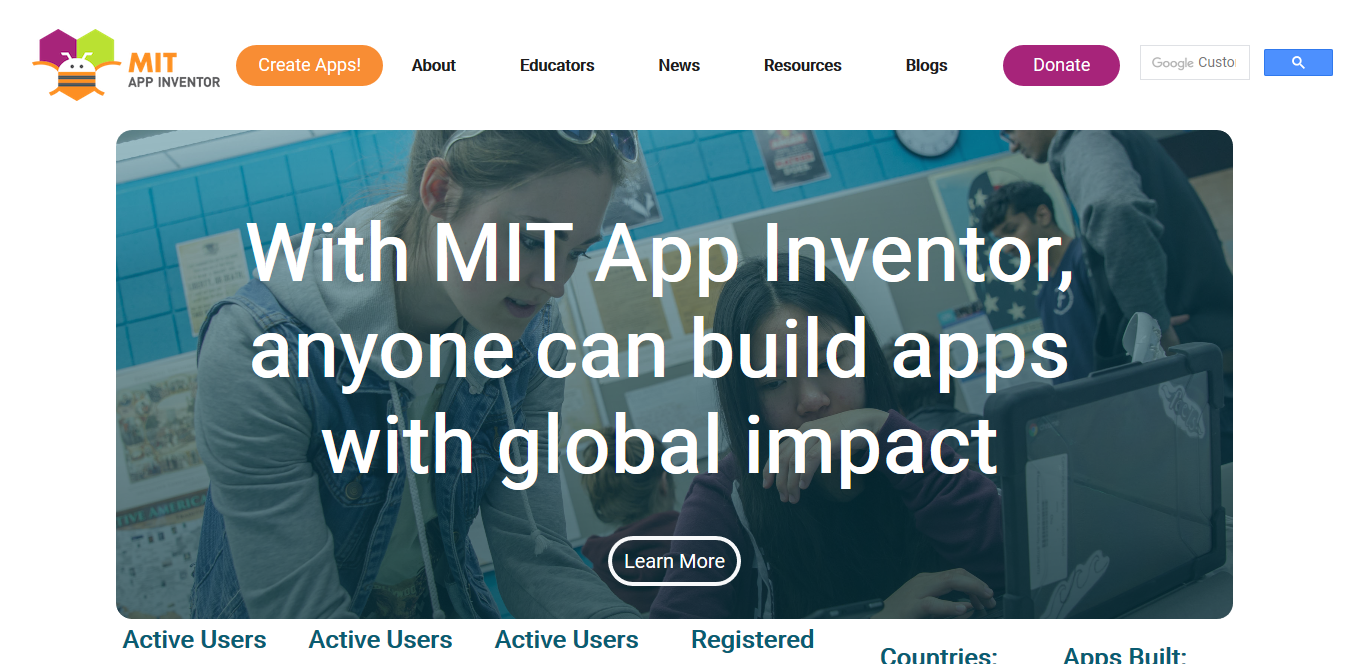 MIT
APP INVENTOR
Create Apps!
About
Educators
News
Resources
Blogs
Donate
Google Custo
With MIT App Inventor,
anyone can build apps
with global impact
Learn More
Active Users
Active Users
Active Users
Registered
Countries:
Apps Built: